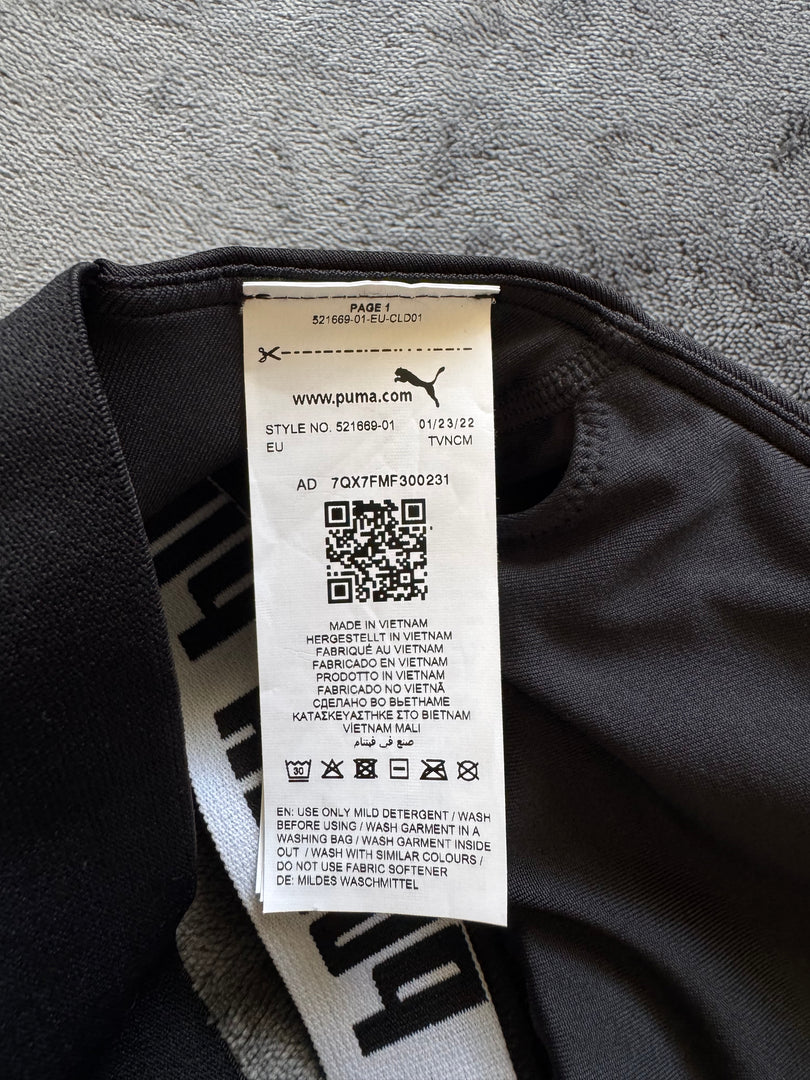 PAGE 1
521669-01-EU-CLD01
www.puma.com
STYLE NO. 521669-01 01/23/22
EU TVNCM
AD 7QX7FMF300231
MADE IN VIETNAM
HERGESTELLT IN VIETNAM
FABRIQUÉ AU VIETNAM
FABRICADO EN VIETNAM
PRODOTTO IN VIETNAM
FABRICADO NO VIETNÃ
СДЕЛАНО ВО ВЬЕТНАМЕ
ΚΑΤΑΣΚΕΥΑΣΤΗΚΕ ΣΤΟ ΒΙΕΤΝΑΜ
VİETNAM MALI
صنع في فيتنام
30
EN: USE ONLY MILD DETERGENT / WASH
BEFORE USING / WASH GARMENT IN A
WASHING BAG / WASH GARMENT INSIDE
OUT / WASH WITH SIMILAR COLOURS /
DO NOT USE FABRIC SOFTENER
DE: MILDES WASCHMITTEL